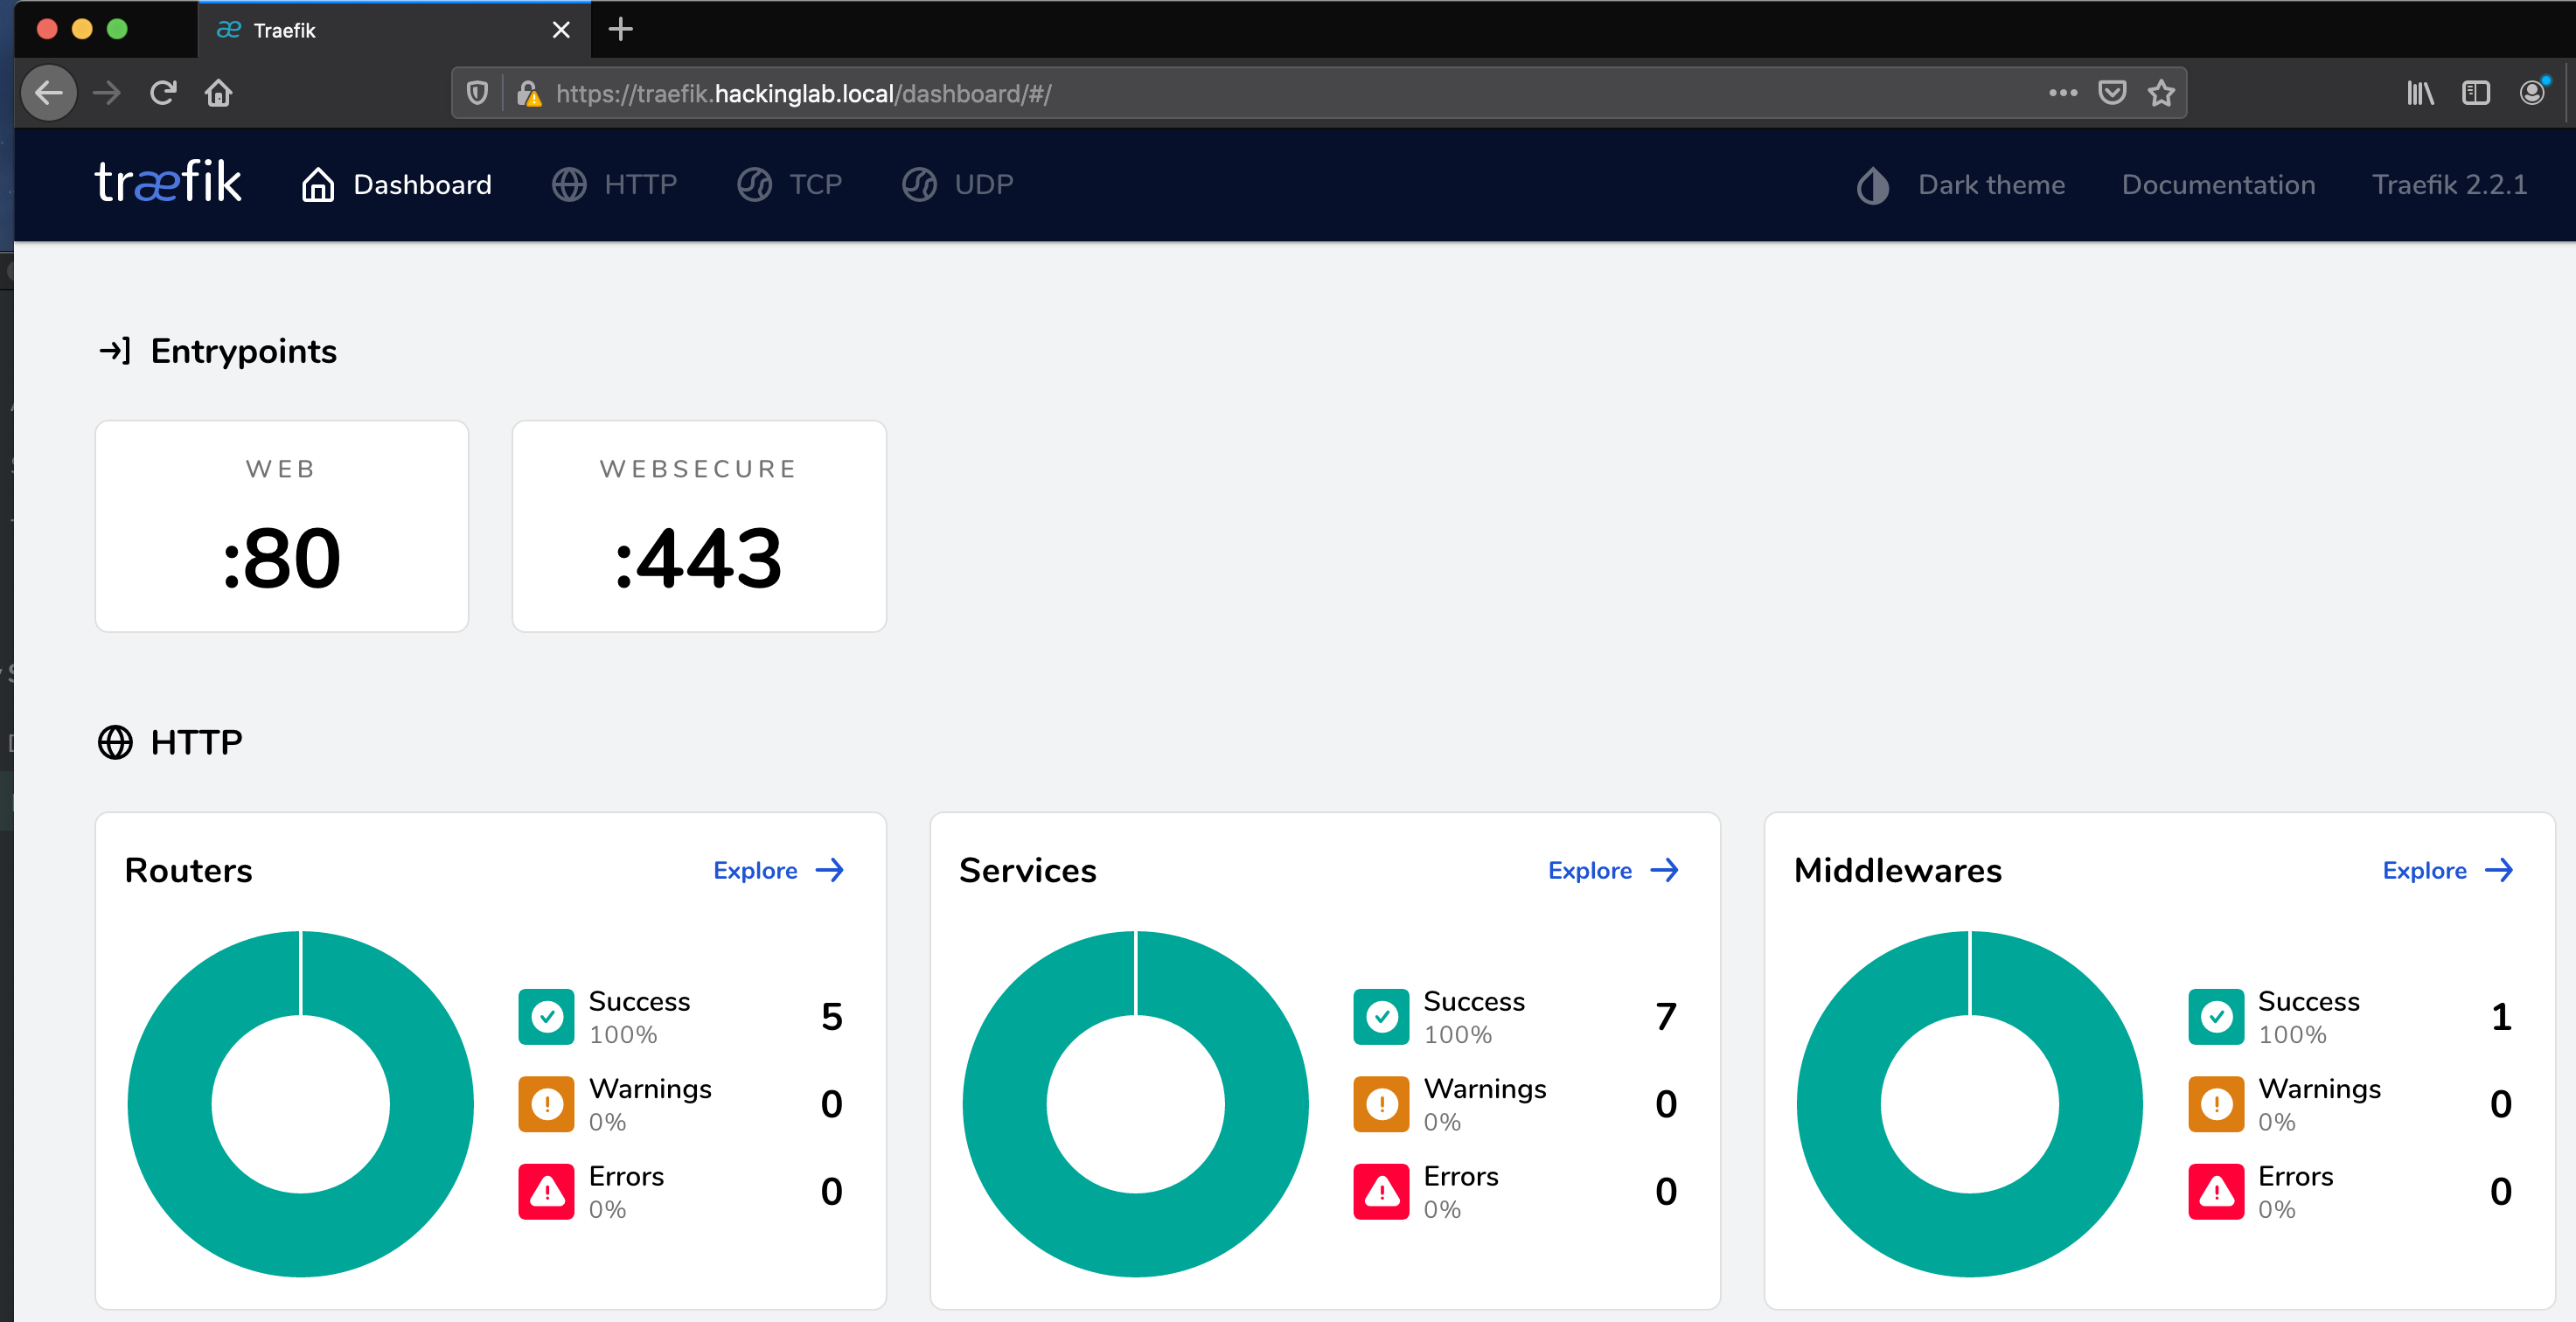 Traefik
https://traefik.hackinglab.local/dashboard/#/
træfik Dashboard HTTP TCP UDP Dark theme Documentation Traefik 2.2.1
Entrypoints
WEB
:80
WEBSECURE
:443
HTTP
Routers Explore
Success 5
100%
Warnings 0
0%
Errors 0
0%
Services Explore
Success 7
100%
Warnings 0
0%
Errors 0
0%
Middlewares Explore
Success 1
100%
Warnings 0
0%
Errors 0
0%